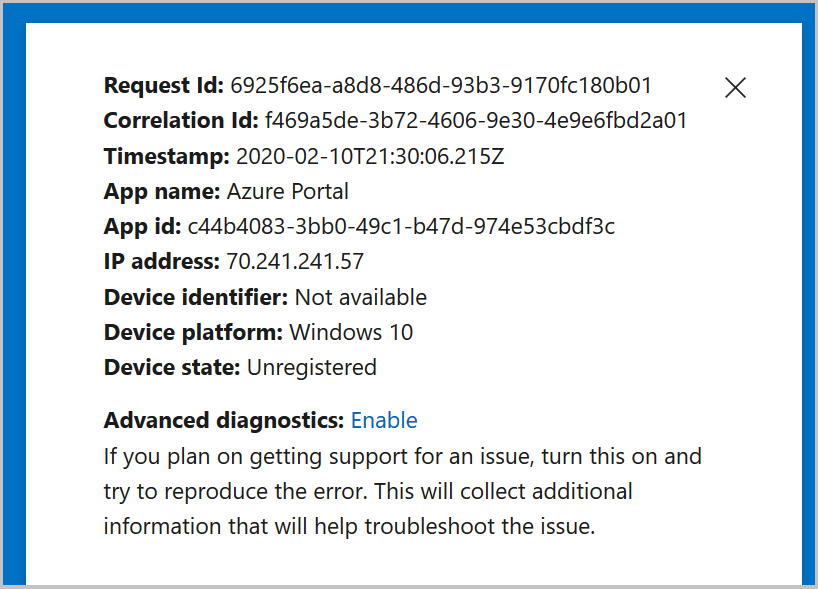 Request Id: 6925f6ea-a8d8-486d-93b3-9170fc180b01
Correlation Id: f469a5de-3b72-4606-9e30-4e9e6fbd2a01
Timestamp: 2020-02-10T21:30:06.215Z
App name: Azure Portal
App id: c44b4083-3bb0-49c1-b47d-974e53cbdf3c
IP address: 70.241.241.57
Device identifier: Not available
Device platform: Windows 10
Device state: Unregistered
Advanced diagnostics: Enable
If you plan on getting support for an issue, turn this on and
try to reproduce the error. This will collect additional
information that will help troubleshoot the issue.